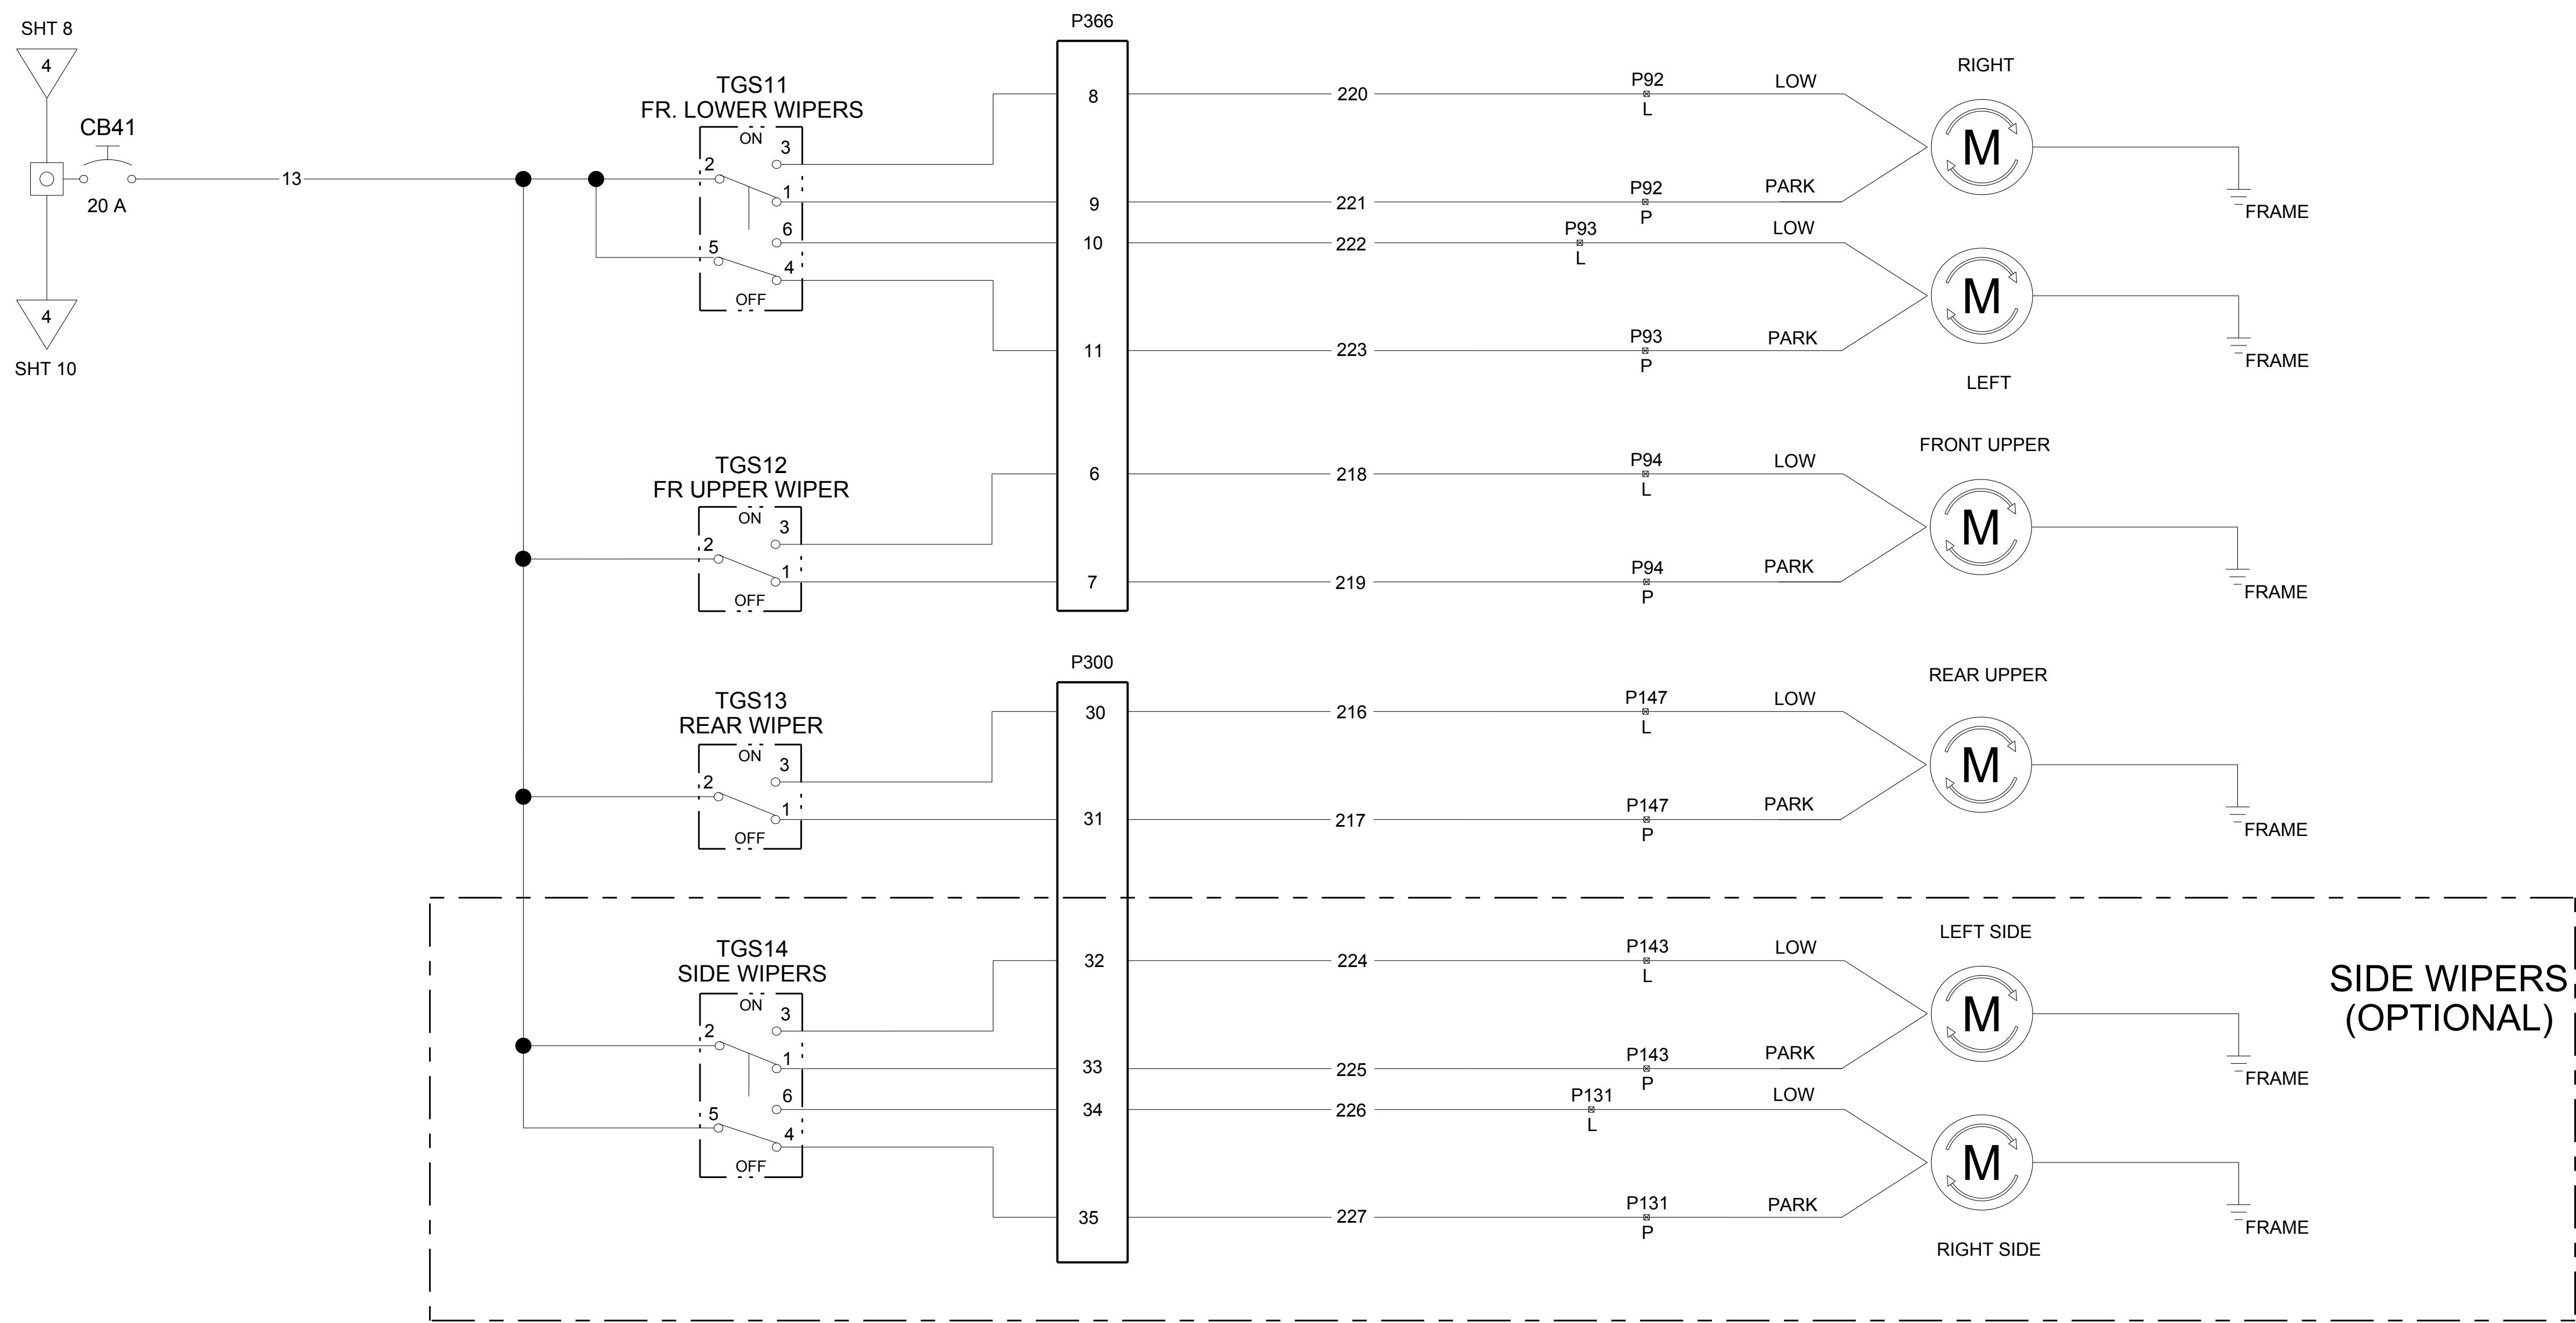 SHT 8
4
CB41
20 A
13
4
SHT 10
TGS11
FR. LOWER WIPERS
ON
3
2
1
6
5
4
OFF
P366
8
9
10
11
6
7
220
P92
L
LOW
RIGHT
M
FRAME
221
P92
P
PARK
222
P93
L
LOW
M
FRAME
223
P93
P
PARK
LEFT
TGS12
FR UPPER WIPER
ON
3
2
1
OFF
218
P94
L
LOW
FRONT UPPER
M
FRAME
219
P94
P
PARK
P300
30
31
32
33
34
35
TGS13
REAR WIPER
ON
3
2
1
OFF
216
P147
L
LOW
REAR UPPER
M
FRAME
217
P147
P
PARK
TGS14
SIDE WIPERS
ON
3
2
1
6
5
4
OFF
224
P143
L
LOW
LEFT SIDE
M
FRAME
225
P143
P
PARK
226
P131
L
LOW
M
FRAME
227
P131
P
PARK
RIGHT SIDE
SIDE WIPERS
(OPTIONAL)